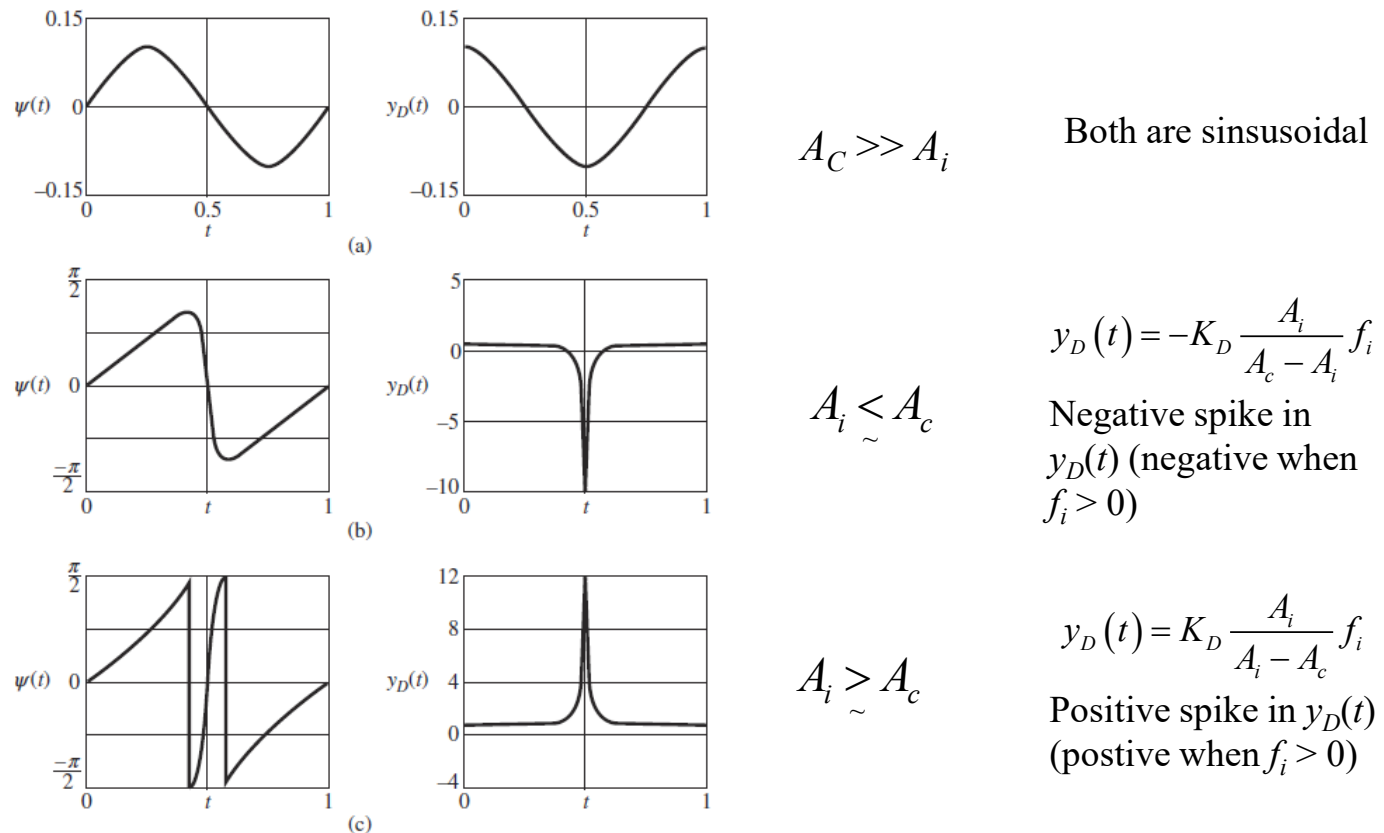 0.15
ψ(t) 0
–0.15
0 0.5 1
t
0.15
y_D(t) 0
–0.15
0 0.5 1
t
(a)
A_C >> A_i
Both are sinsusoidal
π/2
ψ(t) 0
–π/2
0 t 1
5
0
y_D(t)
–5
–10
0 t 1
(b)
A_i <~ A_c
y_D(t) = –K_D A_i/(A_c – A_i) f_i
Negative spike in
y_D(t) (negative when
f_i > 0)
π/2
ψ(t) 0
–π/2
0 t 1
12
8
y_D(t) 4
0
–4
0 t 1
(c)
A_i >~ A_c
y_D(t) = K_D A_i/(A_i – A_c) f_i
Positive spike in y_D(t)
(postive when f_i > 0)